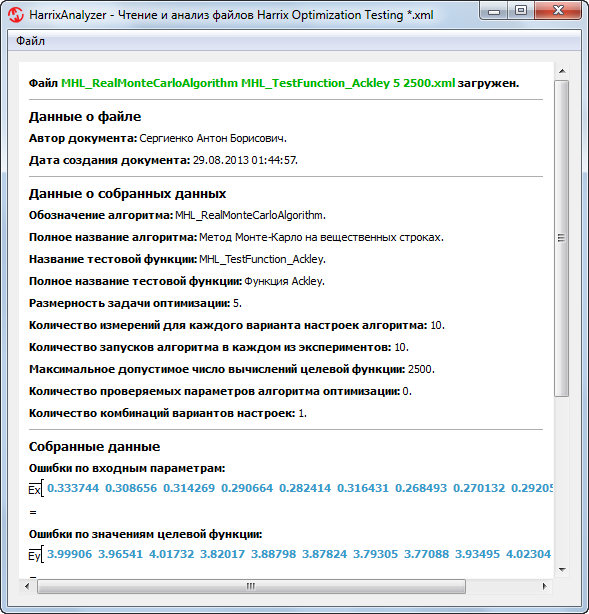 HarrixAnalyzer - Чтение и анализ файлов Harrix Optimization Testing *.xml
Файл
Файл MHL_RealMonteCarloAlgorithm MHL_TestFunction_Ackley 5 2500.xml загружен.
Данные о файле
Автор документа: Сергиенко Антон Борисович.
Дата создания документа: 29.08.2013 01:44:57.
Данные о собранных данных
Обозначение алгоритма: MHL_RealMonteCarloAlgorithm.
Полное название алгоритма: Метод Монте-Карло на вещественных строках.
Название тестовой функции: MHL_TestFunction_Ackley.
Полное название тестовой функции: Функция Ackley.
Размерность задачи оптимизации: 5.
Количество измерений для каждого варианта настроек алгоритма: 10.
Количество запусков алгоритма в каждом из экспериментов: 10.
Максимальное допустимое число вычислений целевой функции: 2500.
Количество проверяемых параметров алгоритма оптимизации: 0.
Количество комбинаций вариантов настроек: 1.
Собранные данные
Ошибки по входным параметрам:
Ex[ 0.333744 0.308656 0.314269 0.290664 0.282414 0.316431 0.268493 0.270132 0.29205
=
Ошибки по значениям целевой функции:
Ey[ 3.99906 3.96541 4.01732 3.82017 3.88798 3.87824 3.79305 3.77088 3.93495 4.02304
=